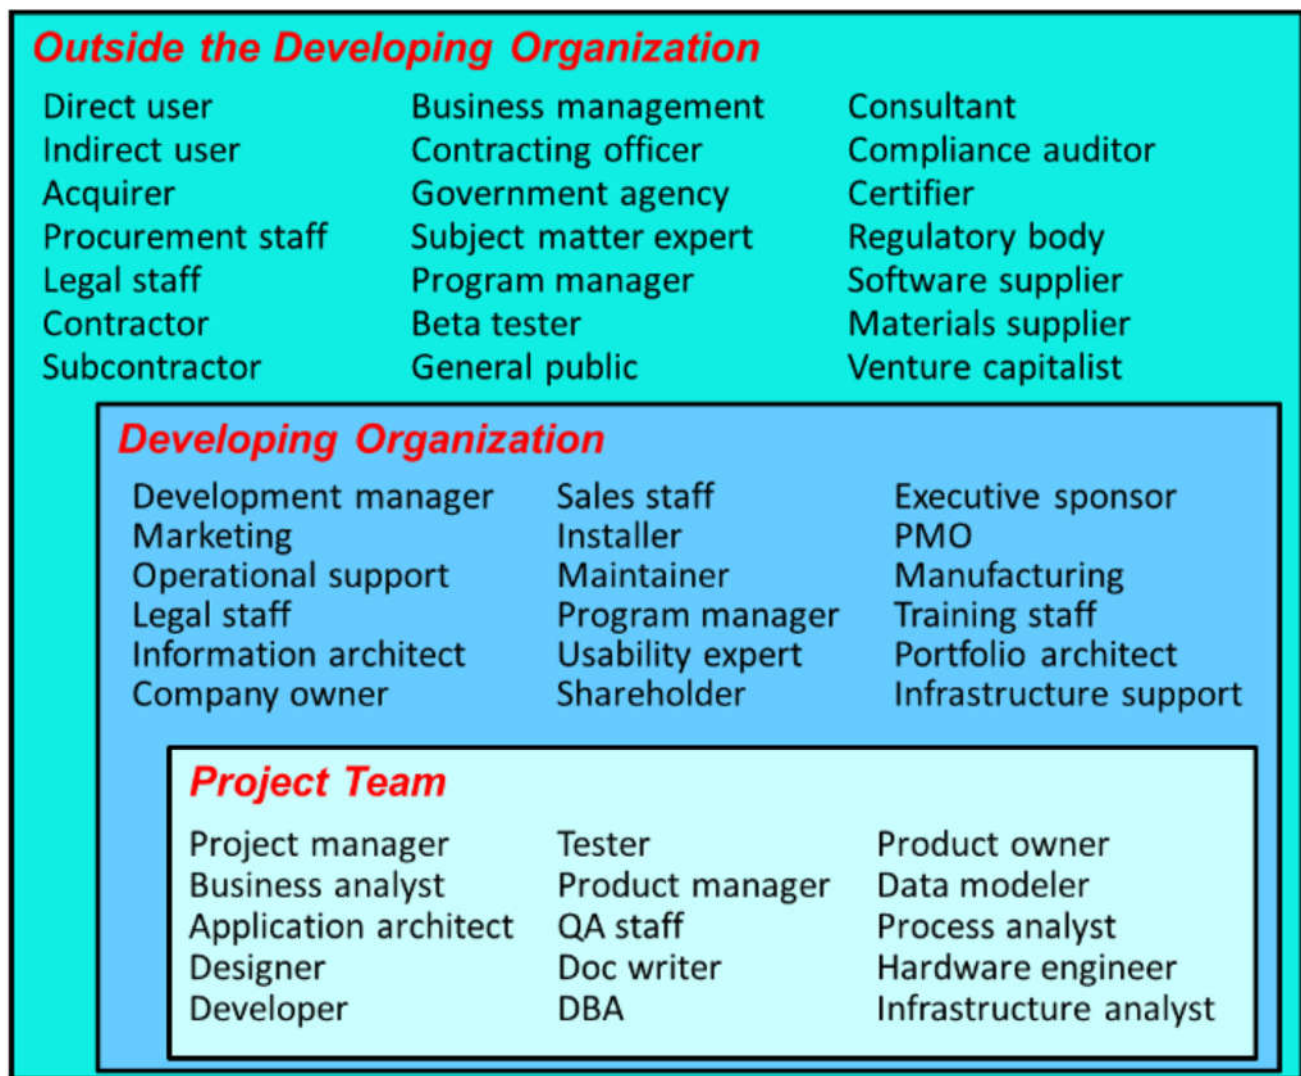 Outside the Developing Organization
Direct user
Indirect user
Acquirer
Procurement staff
Legal staff
Contractor
Subcontractor
Business management
Contracting officer
Government agency
Subject matter expert
Program manager
Beta tester
General public
Consultant
Compliance auditor
Certifier
Regulatory body
Software supplier
Materials supplier
Venture capitalist
Developing Organization
Development manager
Marketing
Operational support
Legal staff
Information architect
Company owner
Sales staff
Installer
Maintainer
Program manager
Usability expert
Shareholder
Executive sponsor
PMO
Manufacturing
Training staff
Portfolio architect
Infrastructure support
Project Team
Project manager
Business analyst
Application architect
Designer
Developer
Tester
Product manager
QA staff
Doc writer
DBA
Product owner
Data modeler
Process analyst
Hardware engineer
Infrastructure analyst